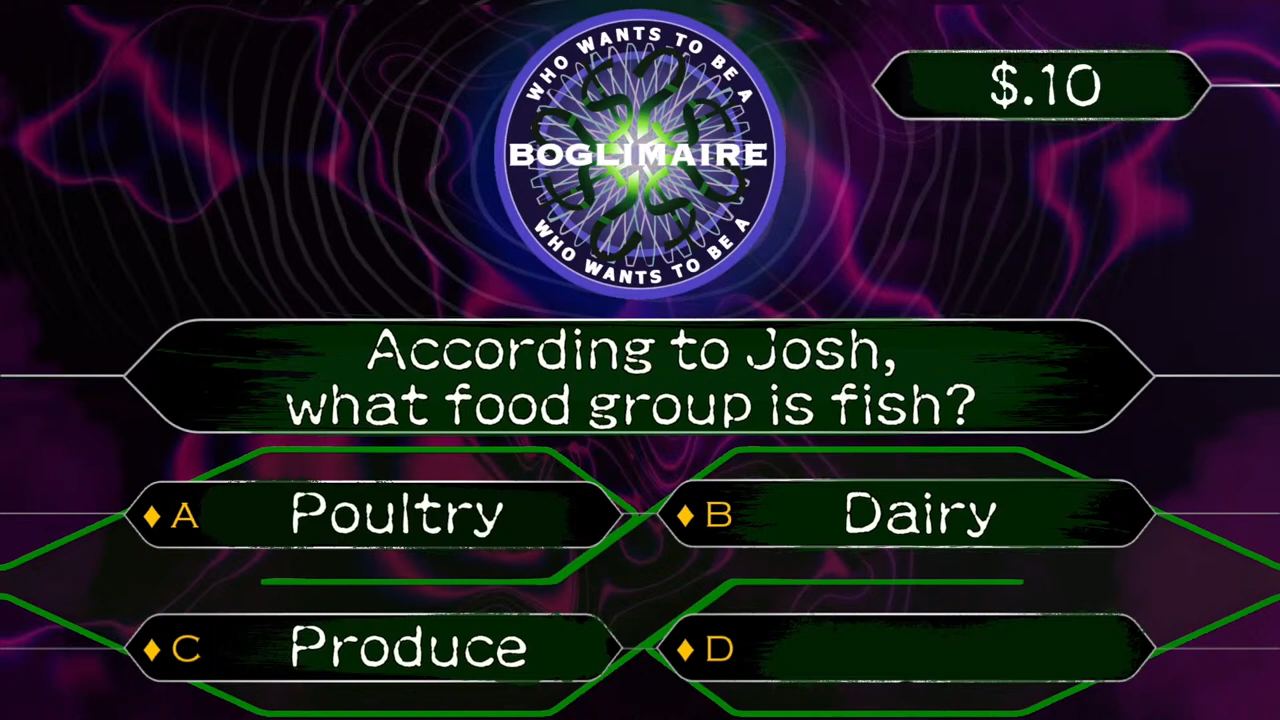 WHO WANTS TO BE A
BOGLIMAIRE
WHO WANTS TO BE A
$.10
According to Josh,
what food group is fish?
A Poultry
B Dairy
C Produce
D